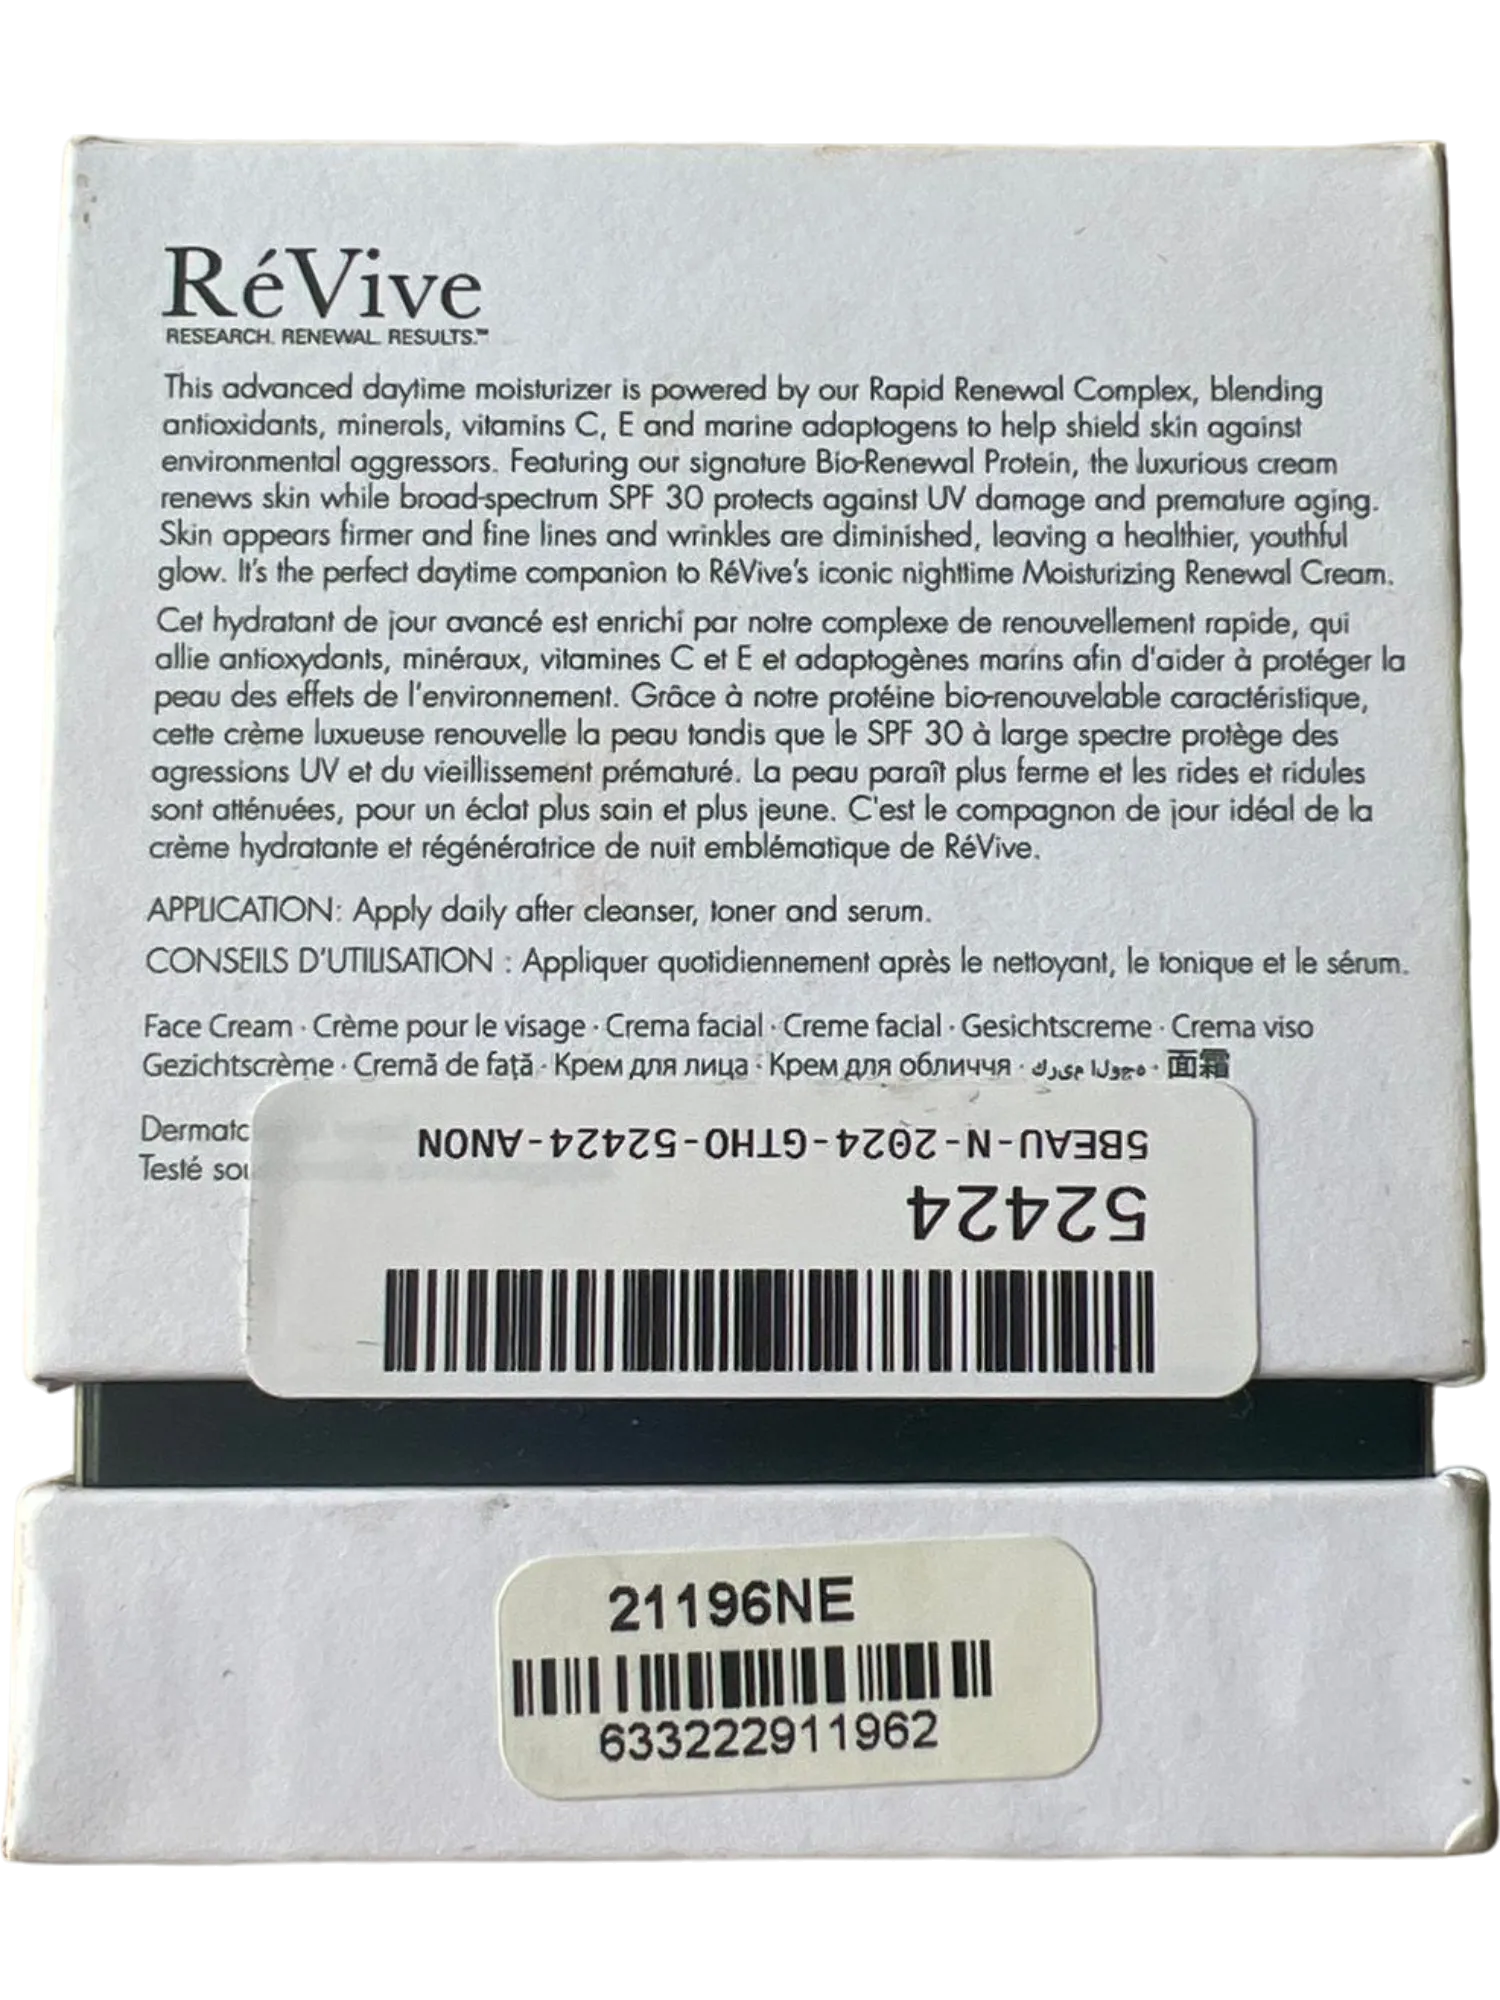 RéVive
RESEARCH. RENEWAL. RESULTS.™
This advanced daytime moisturizer is powered by our Rapid Renewal Complex, blending
antioxidants, minerals, vitamins C, E and marine adaptogens to help shield skin against
environmental aggressors. Featuring our signature Bio-Renewal Protein, the luxurious cream
renews skin while broad-spectrum SPF 30 protects against UV damage and premature aging.
Skin appears firmer and fine lines and wrinkles are diminished, leaving a healthier, youthful
glow. It's the perfect daytime companion to RéVive's iconic nighttime Moisturizing Renewal Cream.
Cet hydratant de jour avancé est enrichi par notre complexe de renouvellement rapide, qui
allie antioxydants, minéraux, vitamines C et E et adaptogènes marins afin d'aider à protéger la
peau des effets de l'environnement. Grâce à notre protéine bio-renouvelable caractéristique,
cette crème luxueuse renouvelle la peau tandis que le SPF 30 à large spectre protège des
agressions UV et du vieillissement prématuré. La peau paraît plus ferme et les rides et ridules
sont atténuées, pour un éclat plus sain et plus jeune. C'est le compagnon de jour idéal de la
crème hydratante et régénératrice de nuit emblématique de RéVive.
APPLICATION: Apply daily after cleanser, toner and serum.
CONSEILS D'UTILISATION : Appliquer quotidiennement après le nettoyant, le tonique et le sérum.
Face Cream · Crème pour le visage · Crema facial · Creme facial · Gesichtscreme · Crema viso
Gezichtscrème · Cremă de față · Крем для лица · Крем для обличчя · كريم الوجه · 面霜
Testé
5BEAU-N-2024-GTHO-52424-ANON
52424
21196NE
633222911962